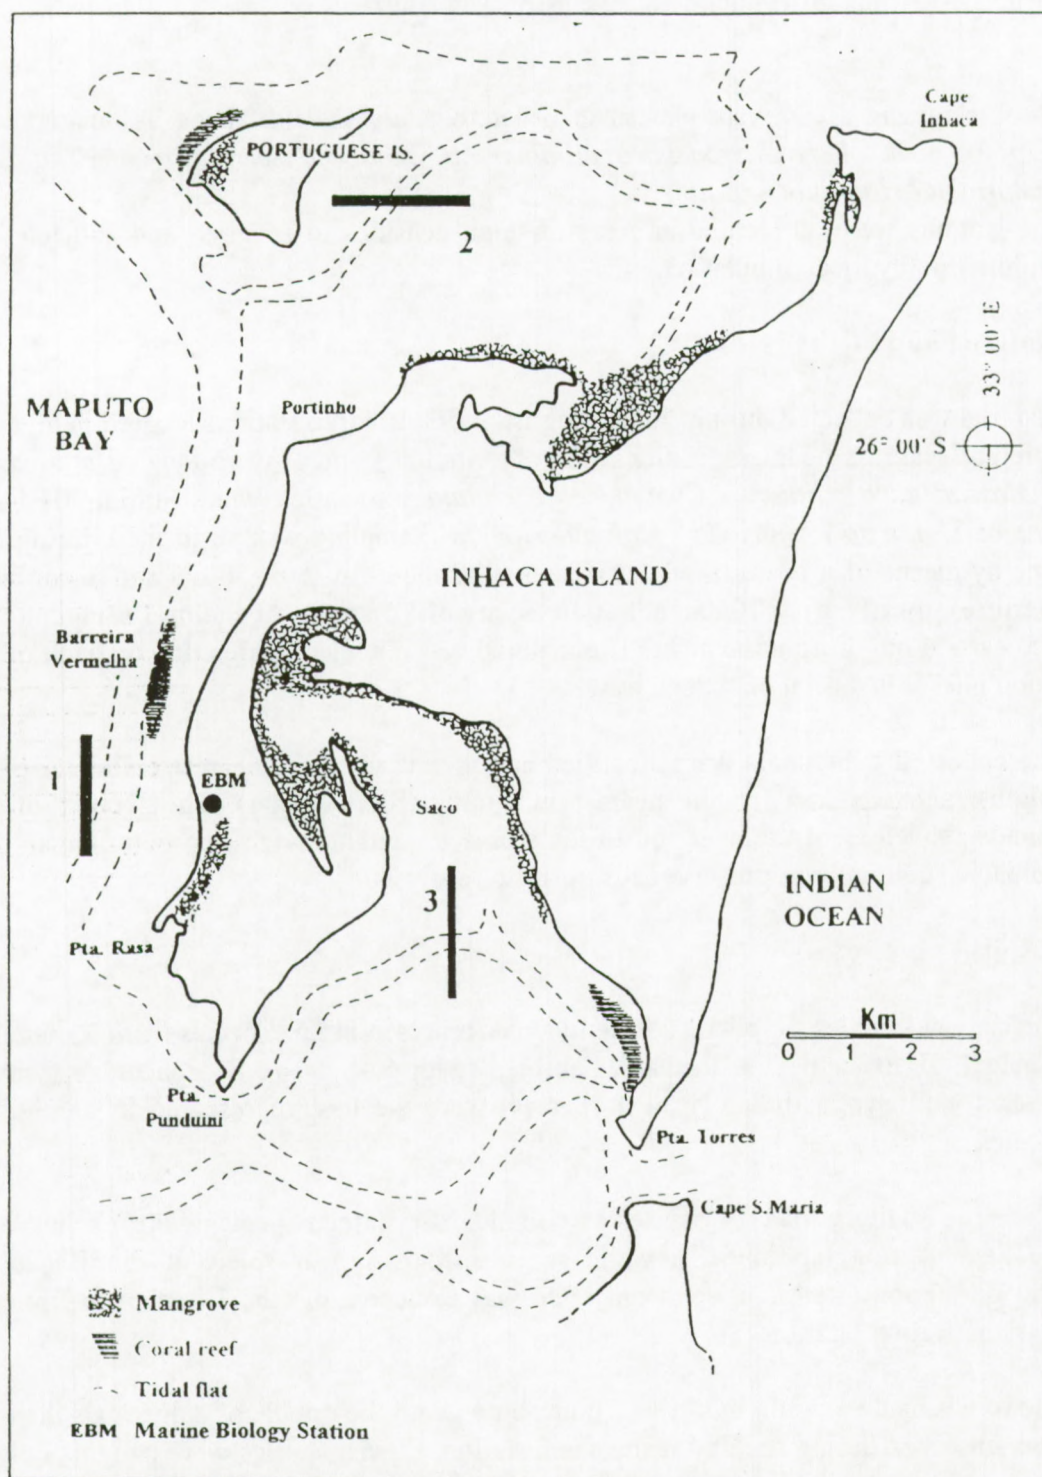 Cape
Inhaca
PORTUGUESE IS.
2
33° 00' E
MAPUTO
BAY
Portinho
26° 00' S
INHACA ISLAND
Barreira
Vermelha
1
EBM
Saco
3
INDIAN
OCEAN
Pta. Rasa
Km
0 1 2 3
Pta.
Punduini
Pta. Torres
Cape S.Maria
Mangrove
Coral reef
Tidal flat
EBM Marine Biology Station